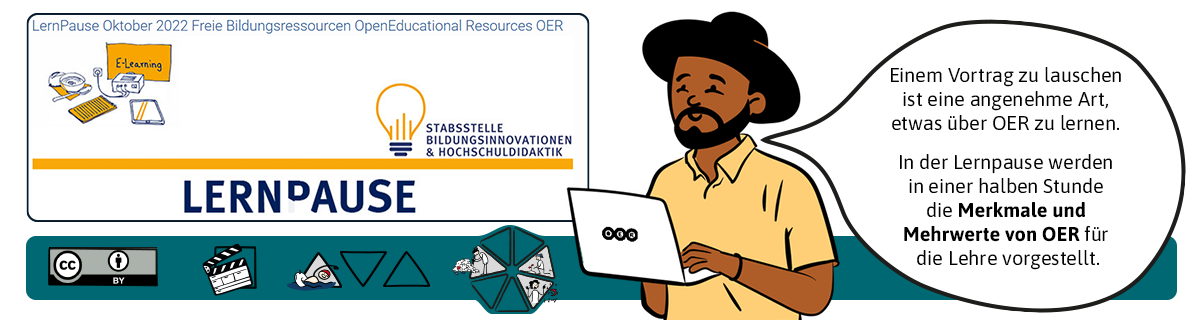 LernPause Oktober 2022 Freie Bildungsressourcen OpenEducational Resources OER
E-Learning
STABSSTELLE
BILDUNGSINNOVATIONEN
& HOCHSCHULDIDAKTIK
LERNPAUSE
cc
BY
OER
Einem Vortrag zu lauschen
ist eine angenehme Art,
etwas über OER zu lernen.
In der Lernpause werden
in einer halben Stunde
die Merkmale und
Mehrwerte von OER für
die Lehre vorgestellt.